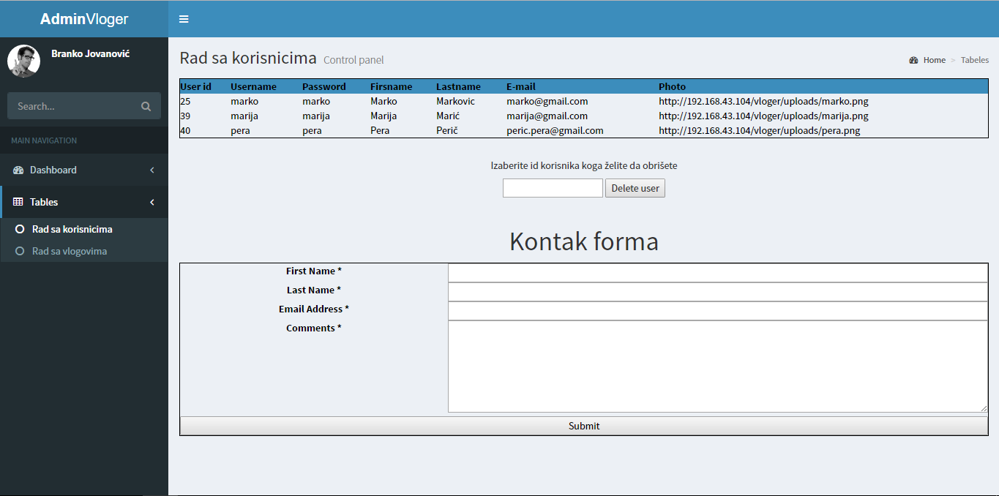 AdminVloger
Branko Jovanović
Search...
MAIN NAVIGATION
Dashboard
Tables
Rad sa korisnicima
Rad sa vlogovima
Rad sa korisnicima Control panel
Home > Tabeles
User id Username Password Firsname Lastname E-mail Photo
25 marko marko Marko Markovic marko@gmail.com http://192.168.43.104/vloger/uploads/marko.png
39 marija marija Marija Marić marija@gmail.com http://192.168.43.104/vloger/uploads/marija.png
40 pera pera Pera Perič peric.pera@gmail.com http://192.168.43.104/vloger/uploads/pera.png
Izaberite id korisnika koga želite da obrišete
Delete user
Kontak forma
First Name *
Last Name *
Email Address *
Comments *
Submit